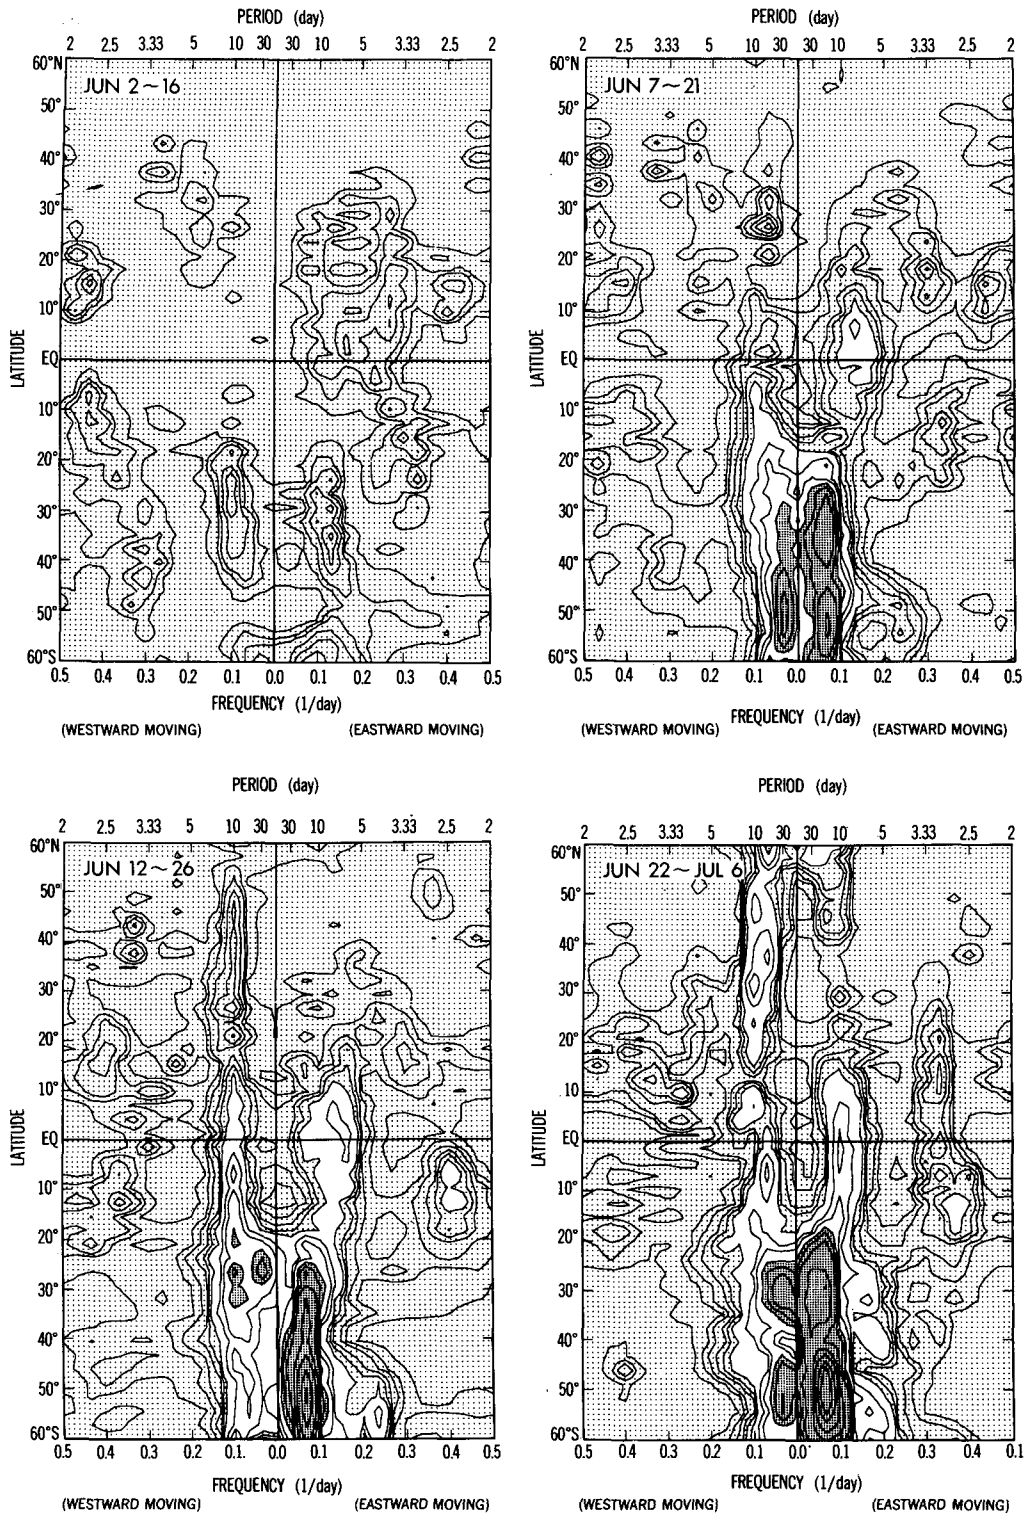 PERIOD (day)
2 2.5 3.33 5 10 30 30 10 5 3.33 2.5 2
60°N
JUN 2~16
50°
40°
30°
20°
10°
EQ
10°
20°
30°
40°
50°
60°S
LATITUDE
0.5 0.4 0.3 0.2 0.1 0.0 0.1 0.2 0.3 0.4 0.5
FREQUENCY (1/day)
(WESTWARD MOVING) (EASTWARD MOVING)
PERIOD (day)
2 2.5 3.33 5 10 30 30 10 5 3.33 2.5 2
60°N
JUN 7~21
50°
40°
30°
20°
10°
EQ
10°
20°
30°
40°
50°
60°S
LATITUDE
0.5 0.4 0.3 0.2 0.1 0.0 0.1 0.2 0.3 0.4 0.5
FREQUENCY (1/day)
(WESTWARD MOVING) (EASTWARD MOVING)
PERIOD (day)
2 2.5 3.33 5 10 30 30 10 5 3.33 2.5 2
60°N
JUN 12~26
50°
40°
30°
20°
10°
EQ
10°
20°
30°
40°
50°
60°S
LATITUDE
0.5 0.4 0.3 0.2 0.1. 0.0 0.1 0.2 0.3 0.4 0.5
FREQUENCY (1/day)
(WESTWARD MOVING) (EASTWARD MOVING)
PERIOD (day)
2 2.5 3.33 5 10 30 30 10 5 3.33 2.5 2
60°N
JUN 22~JUL 6
50°
40°
30°
20°
10
EQ
10°
20°
30°
40°
50°
60°S
LATITUDE
0.5 0.4 0.3 0.2 0.1 0.0 0.1 0.2 0.3 0.4 0.1
FREQUENCY (1/day)
(WESTWARD MOVING) (EASTWARD MOVING)